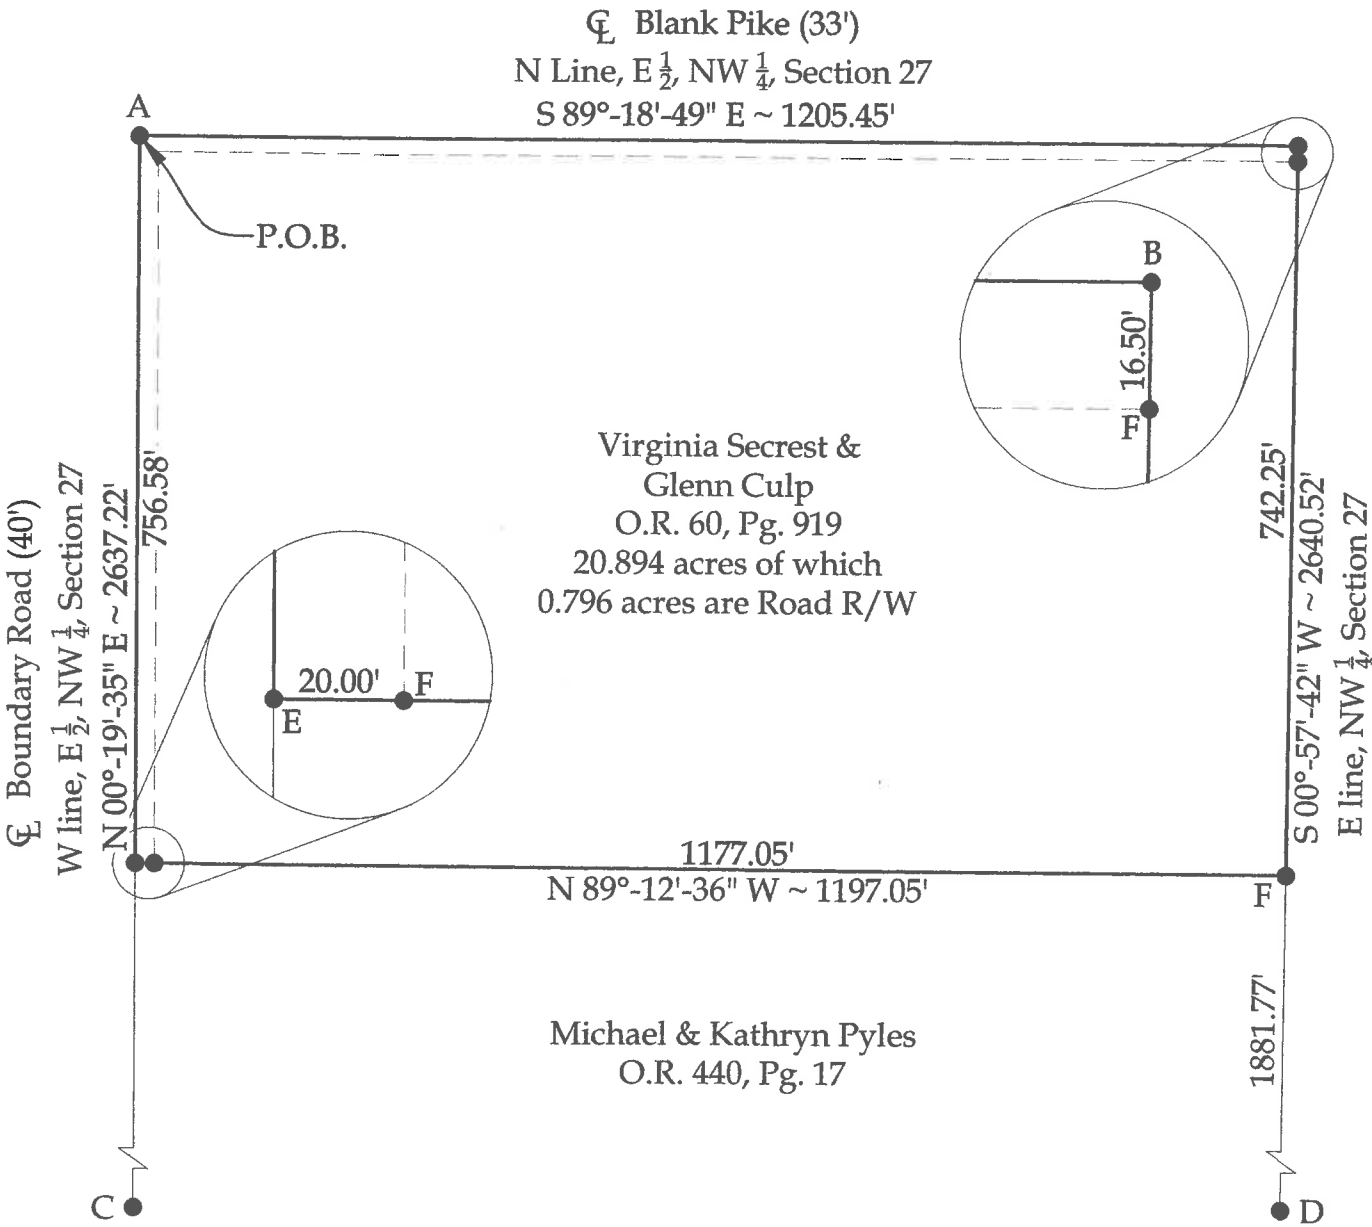 ℄ Blank Pike (33')
N Line, E ½, NW ¼, Section 27
S 89°-18'-49" E ~ 1205.45'
A
P.O.B.
B
16.50'
F
Virginia Secrest &
Glenn Culp
O.R. 60, Pg. 919
20.894 acres of which
0.796 acres are Road R/W
℄ Boundary Road (40')
W line, E ½, NW ¼, Section 27
N 00°-19'-35" E ~ 2637.22'
756.58'
742.25'
S 00°-57'-42" W ~ 2640.52'
E line, NW ¼, Section 27
20.00'
F
E
1177.05'
N 89°-12'-36" W ~ 1197.05'
F
Michael & Kathryn Pyles
O.R. 440, Pg. 17
1881.77'
C
D